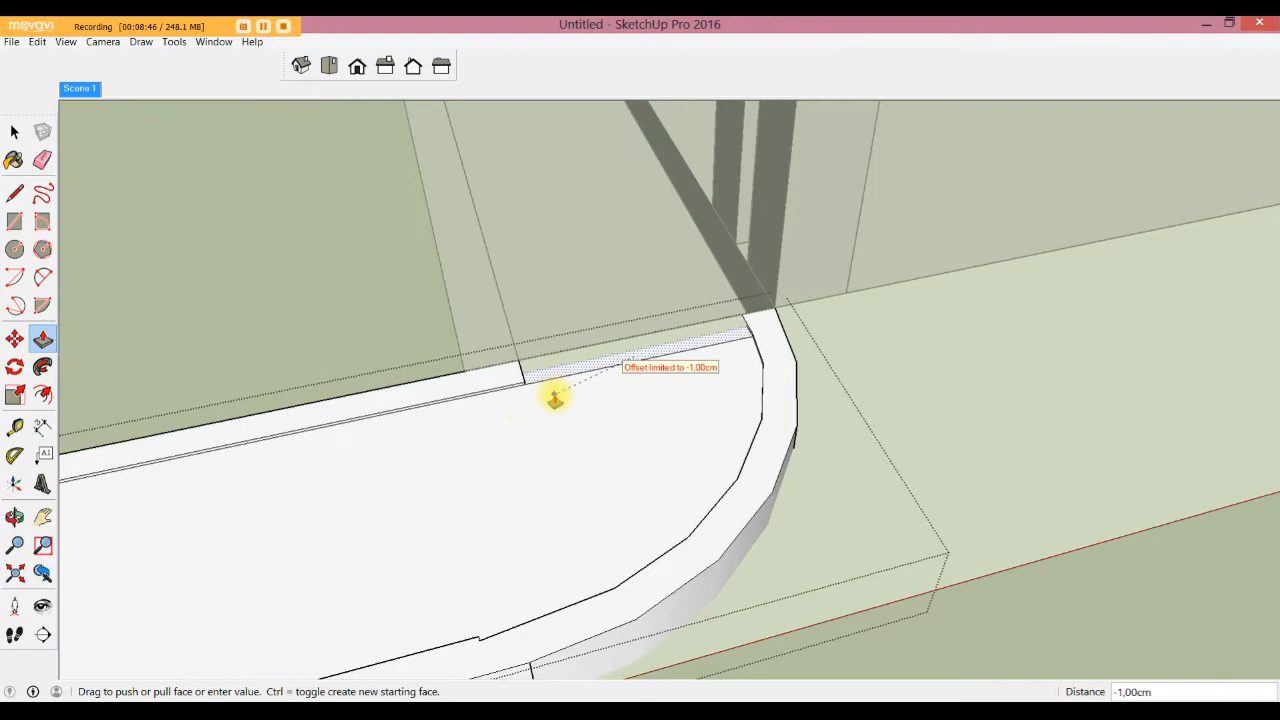 movavi
Recording [00:08:46 / 248.1 MB]
Untitled - SketchUp Pro 2016
File Edit View Camera Draw Tools Window Help
Scene 1
Offset limited to -1,00cm
A1
Drag to push or pull face or enter value. Ctrl = toggle create new starting face.
Distance -1,00cm